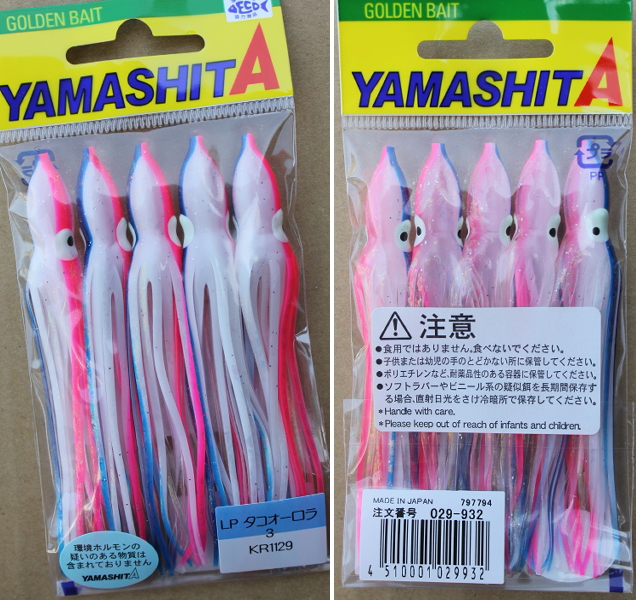 GOLDEN BAIT
ECO
YAMASHITA
LP タコオーロラ
3
KR1129
環境ホルモンの
疑いのある物質は
含まれておりません
YAMASHITA
GOLDEN BAIT
YAMASHITA
プラ
PP
注意
●食用ではありません。食べないでください。
●子供または幼児の手のとどかない所に保管してください。
●ポリエチレンなど、耐薬品性のある容器に保管してください。
●ソフトラバーやビニール系の疑似餌を長期間保存す
る場合、直射日光をさけ冷暗所で保存してください。
*Handle with care.
*Please keep out of reach of infants and children.
MADE IN JAPAN 797794
注文番号 029-932
4 510001 029932